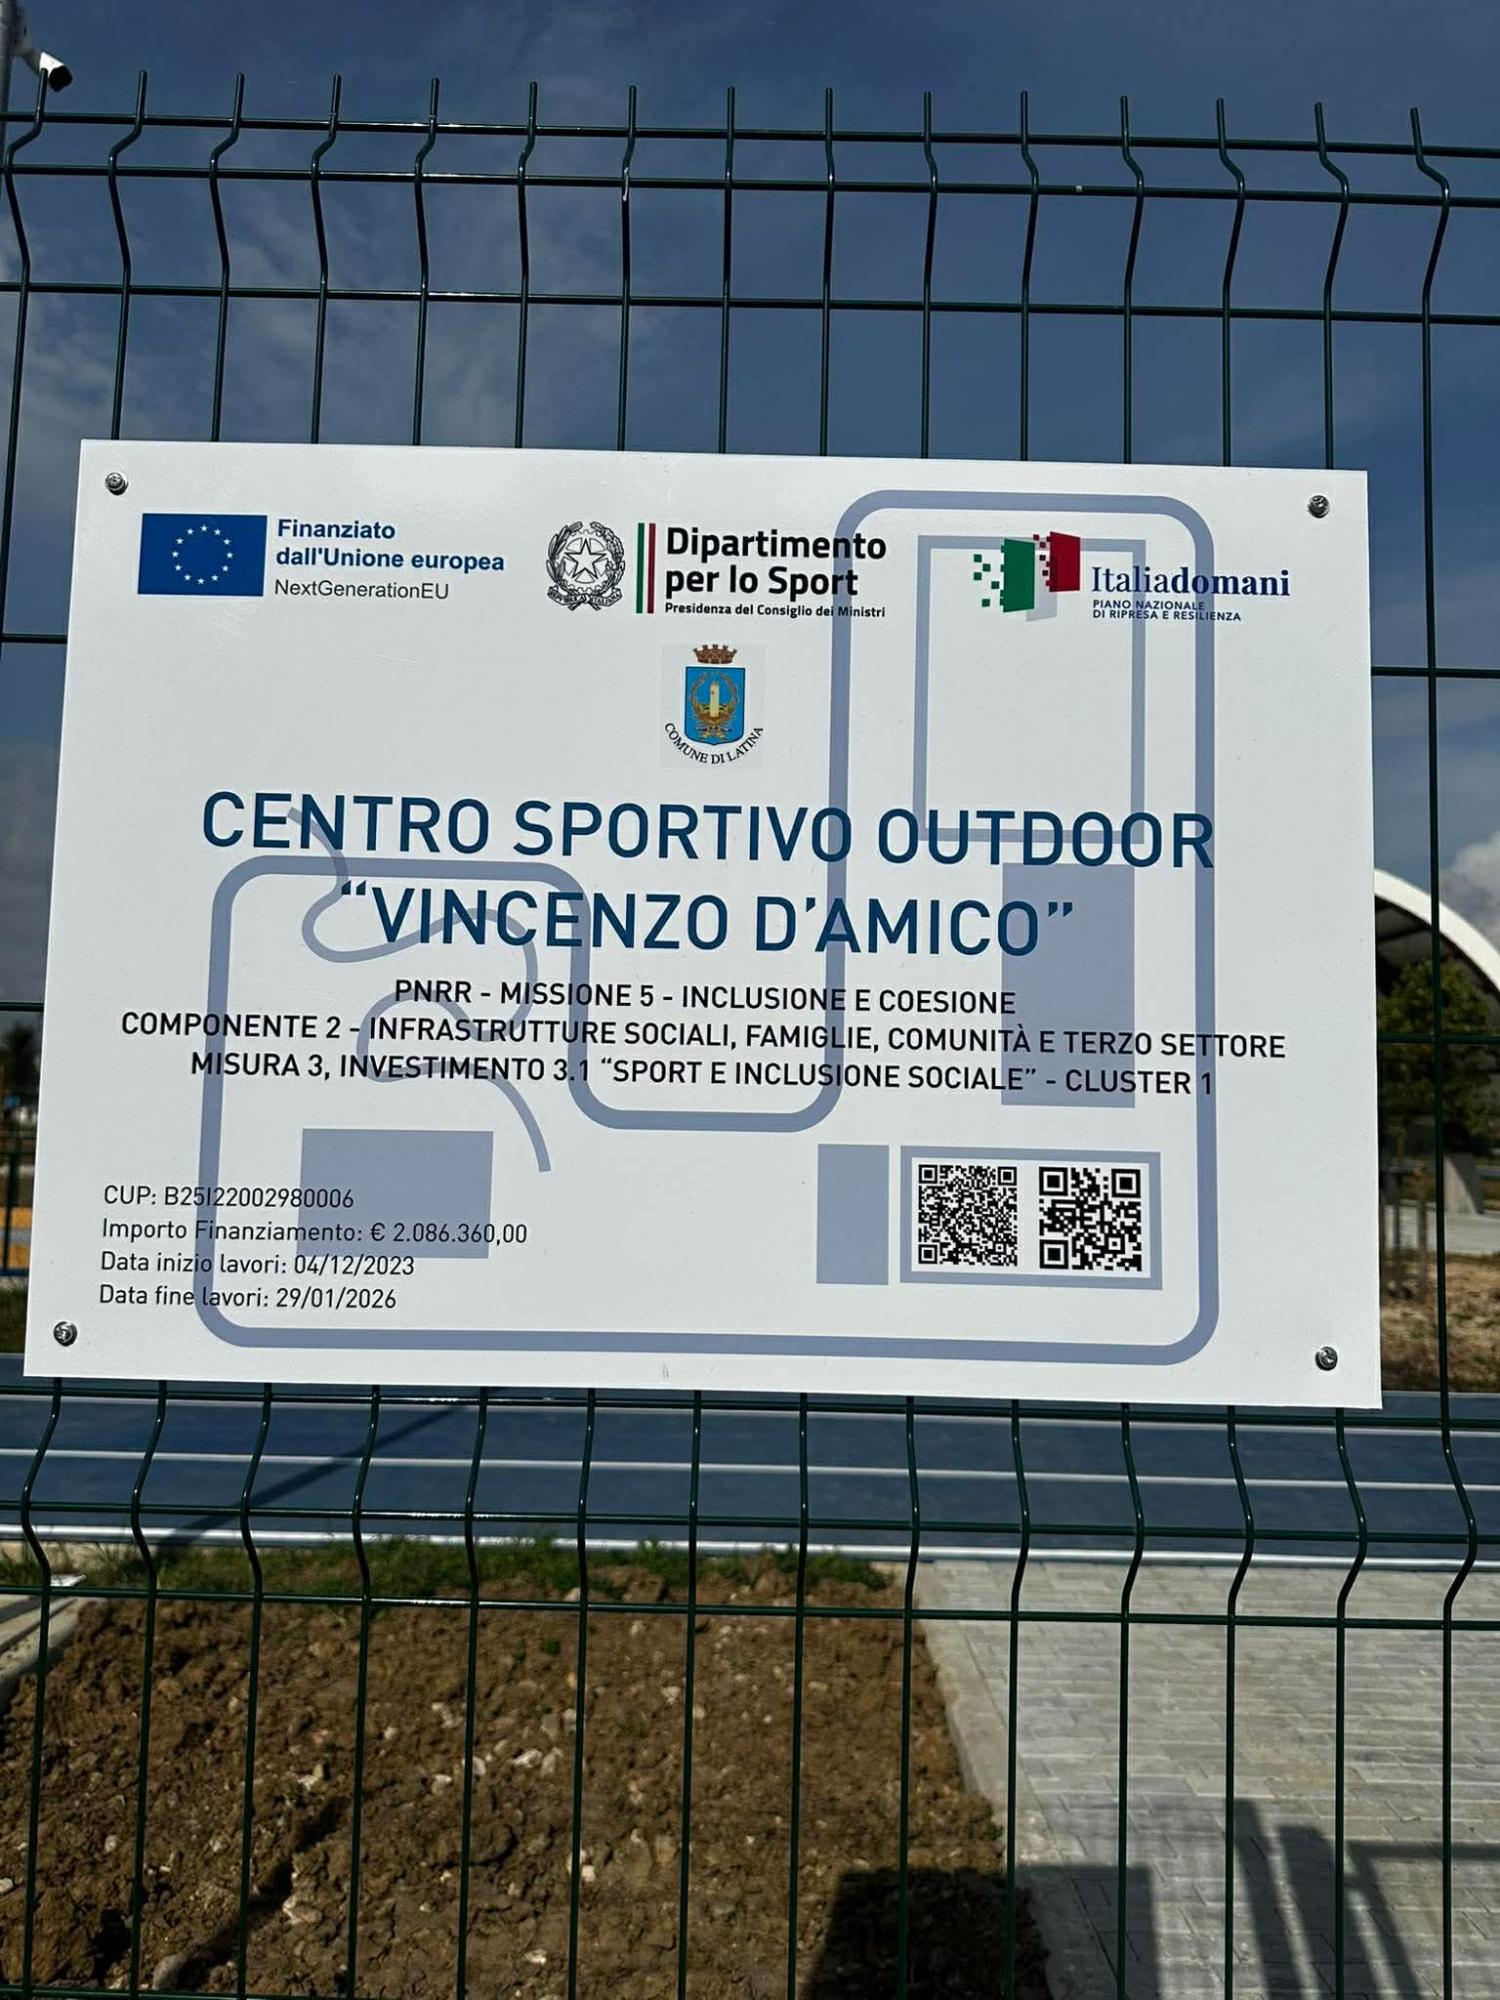 Finanziato
dall'Unione europea
NextGenerationEU
Dipartimento
per lo Sport
Presidenza del Consiglio dei Ministri
Italiadomani
PIANO NAZIONALE
DI RIPRESA E RESILIENZA
COMUNE DI LATINA
CENTRO SPORTIVO OUTDOOR
“VINCENZO D'AMICO”
PNRR - MISSIONE 5 - INCLUSIONE E COESIONE
COMPONENTE 2 - INFRASTRUTTURE SOCIALI, FAMIGLIE, COMUNITÀ E TERZO SETTORE
MISURA 3, INVESTIMENTO 3.1 “SPORT E INCLUSIONE SOCIALE” - CLUSTER 1
CUP: B25I22002980006
Importo Finanziamento: € 2.086.360,00
Data inizio lavori: 04/12/2023
Data fine lavori: 29/01/2026